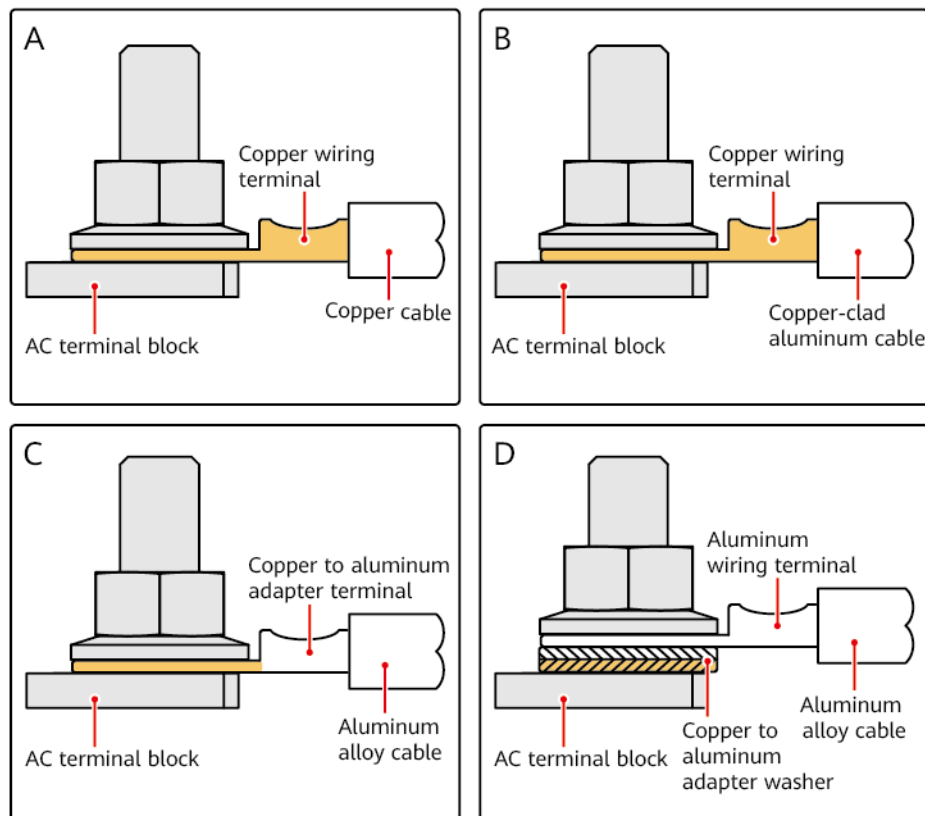 A
Copper wiring
terminal
Copper cable
AC terminal block
B
Copper wiring
terminal
Copper-clad
aluminum cable
AC terminal block
C
Copper to aluminum
adapter terminal
Aluminum
alloy cable
AC terminal block
D
Aluminum
wiring terminal
Aluminum
alloy cable
Copper to
aluminum
adapter washer
AC terminal block